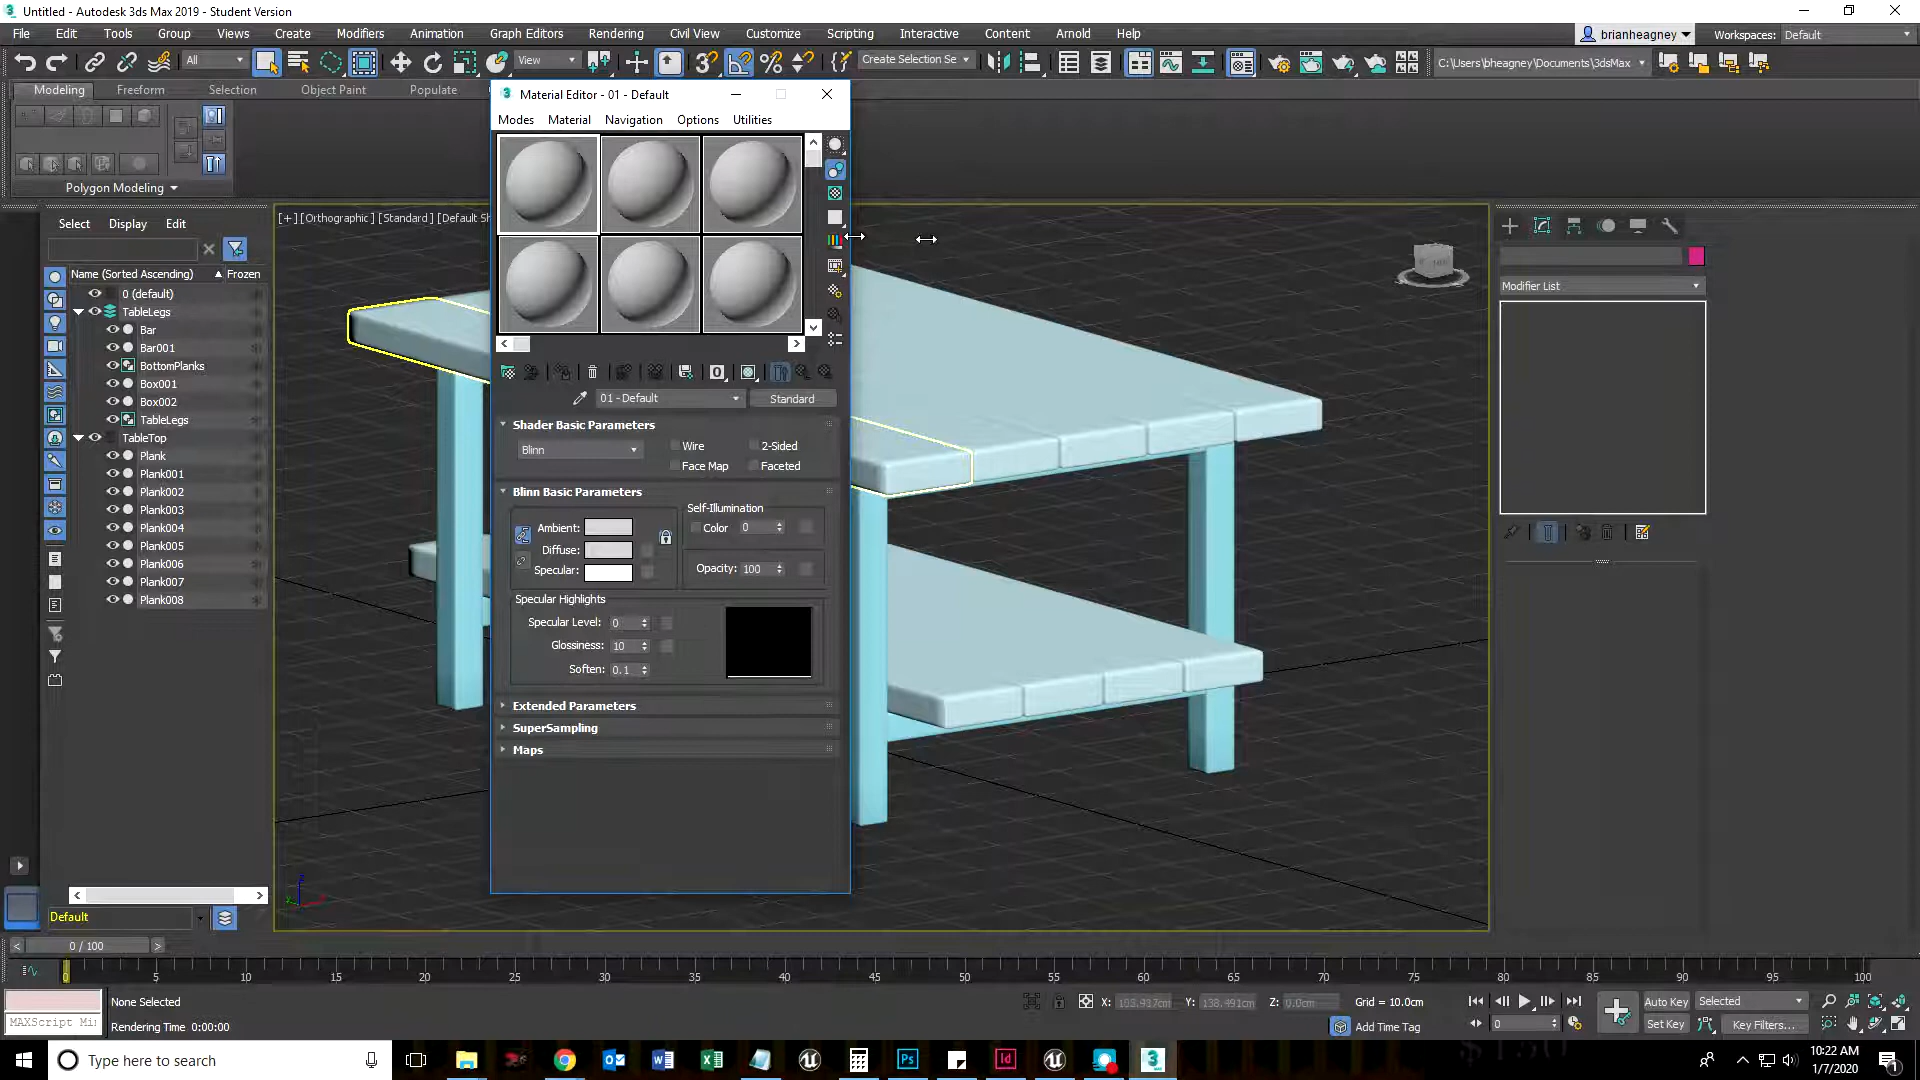 Untitled - Autodesk 3ds Max 2019 - Student Version
File Edit Tools Group Views Create Modifiers Animation Graph Editors Rendering Civil View Customize Scripting Interactive Content Arnold Help
brianheagney Workspaces: Default
All View Create Selection Se C:\Users\bheagney\Documents\3dsMax
Modeling Freeform Selection Object Paint Populate
Polygon Modeling
Material Editor - 01 - Default
Modes Material Navigation Options Utilities
01 - Default Standard
Shader Basic Parameters
Blinn Wire 2-Sided
Face Map Faceted
Blinn Basic Parameters
Self-Illumination
Ambient: Color 0
Diffuse:
Specular: Opacity: 100
Specular Highlights
Specular Level: 0
Glossiness: 10
Soften: 0.1
Extended Parameters
SuperSampling
Maps
[+] [Orthographic] [Standard] [Default Sh
Select Display Edit
Name (Sorted Ascending) Frozen
0 (default)
TableLegs
Bar
Bar001
BottomPlanks
Box001
Box002
TableLegs
TableTop
Plank
Plank001
Plank002
Plank003
Plank004
Plank005
Plank006
Plank007
Plank008
Default
Modifier List
0 / 100
0 5 10 15 20 25 30 35 40 45 50 55 60 65 70 75 80 85 90 95 100
None Selected X: 193.937cm Y: 138.491cm Z: 0.0cm Grid = 10.0cm Auto Key Selected
MAXScript Mi Rendering Time 0:00:00 Add Time Tag 0 Set Key Key Filters...
Type here to search
10:22 AM
1/7/2020